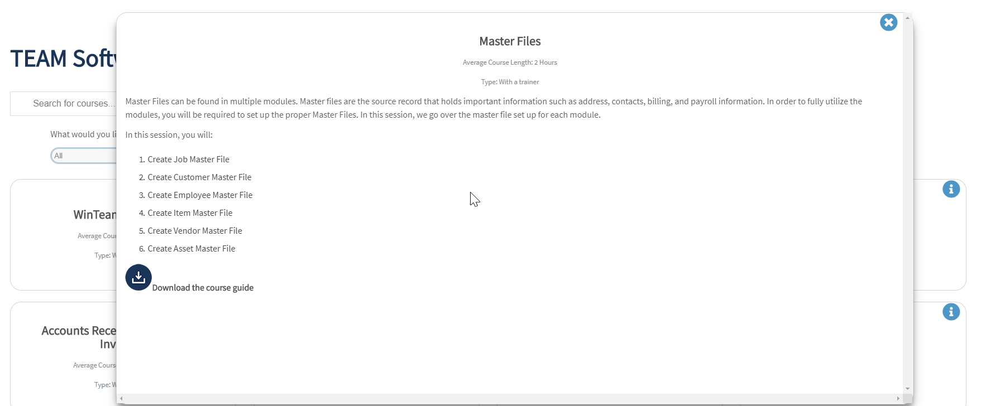 Master Files
Average Course Length: 2 Hours
Type: With a trainer
Master Files can be found in multiple modules. Master files are the source record that holds important information such as address, contacts, billing, and payroll information. In order to fully utilize the
modules, you will be required to set up the proper Master Files. In this session, we go over the master file set up for each module.
In this session, you will:
1. Create Job Master File
2. Create Customer Master File
3. Create Employee Master File
4. Create Item Master File
5. Create Vendor Master File
6. Create Asset Master File
Download the course guide
TEAM Softw
Search for courses...
What would you li
All
WinTeam
Average Cour
Type: W
Accounts Rece
Inv
Average Cours
Type: W